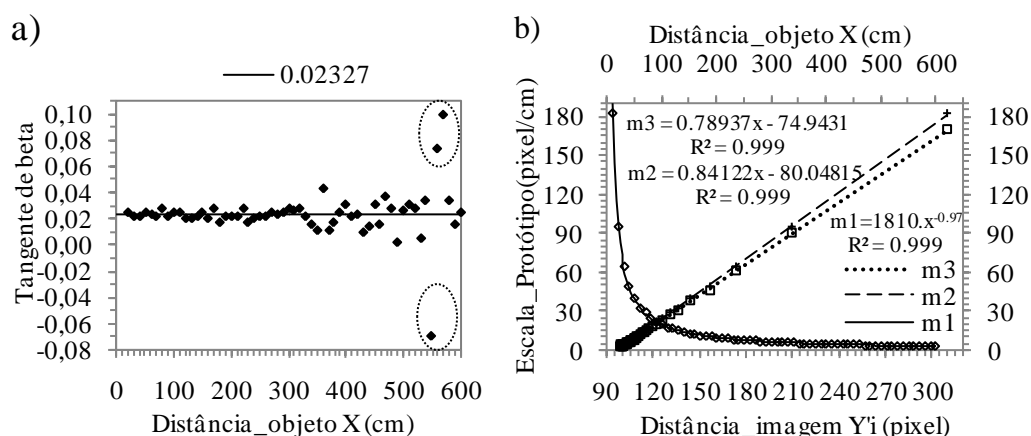 a)
0.02327
Tangente de beta
0,10
0,08
0,06
0,04
0,02
0,00
-0,02
-0,04
-0,06
-0,08
0 100 200 300 400 500 600
Distância_objeto X (cm)
b)
Distância_objeto X (cm)
0 100 200 300 400 500 600
Escala_Protótipo(pixel/cm)
180
150
120
90
60
30
0
180
150
120
90
60
30
0
m3 = 0.78937x - 74.9431
R² = 0.999
m2 = 0.84122x - 80.04815
R² = 0.999
m1=1810.x^-0.97
R² = 0.999
m3
m2
m1
90 120 150 180 210 240 270 300
Distância_imagem Y'i (pixel)